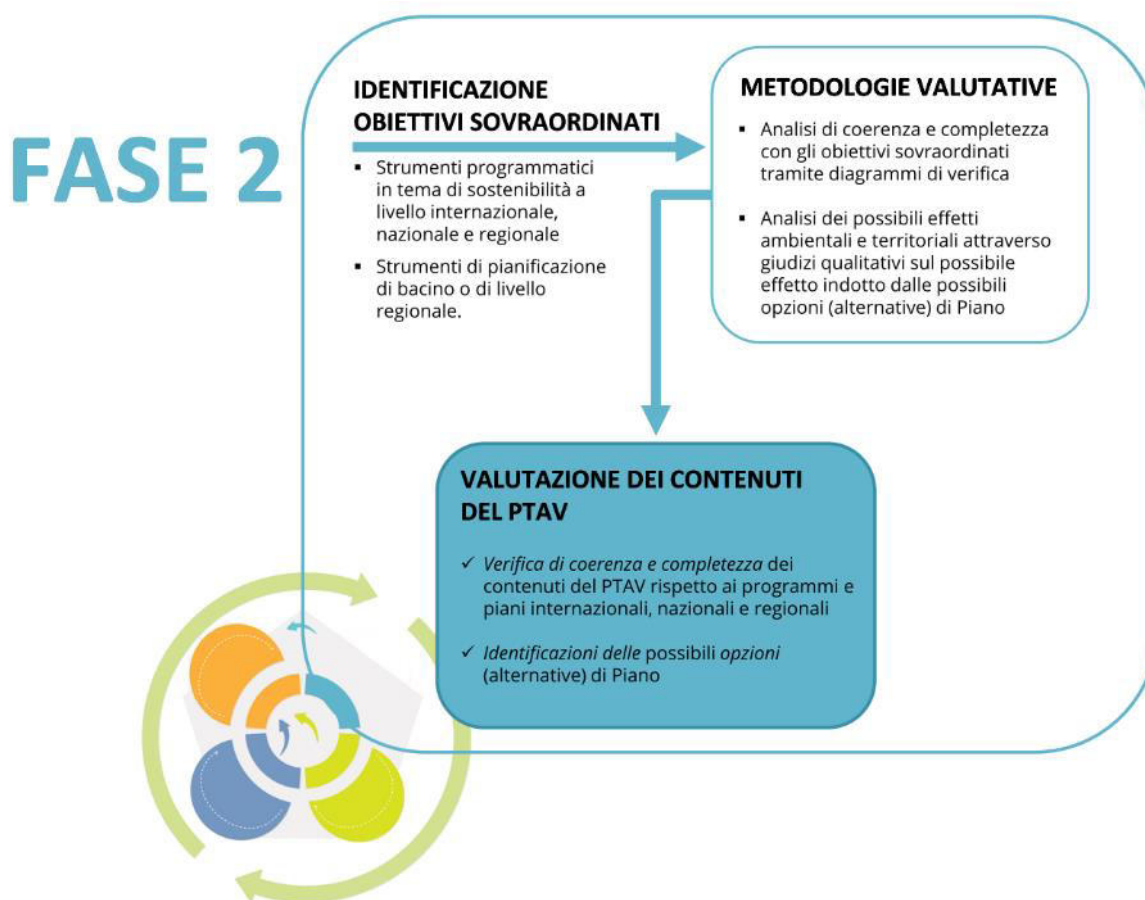 FASE 2
IDENTIFICAZIONE
OBIETTIVI SOVRAORDINATI
▪ Strumenti programmatici
in tema di sostenibilità a
livello internazionale,
nazionale e regionale
▪ Strumenti di pianificazione
di bacino o di livello
regionale.
METODOLOGIE VALUTATIVE
▪ Analisi di coerenza e completezza
con gli obiettivi sovraordinati
tramite diagrammi di verifica
▪ Analisi dei possibili effetti
ambientali e territoriali attraverso
giudizi qualitativi sul possibile
effetto indotto dalle possibili
opzioni (alternative) di Piano
VALUTAZIONE DEI CONTENUTI
DEL PTAV
✓ Verifica di coerenza e completezza dei
contenuti del PTAV rispetto ai programmi e
piani internazionali, nazionali e regionali
✓ Identificazioni delle possibili opzioni
(alternative) di Piano